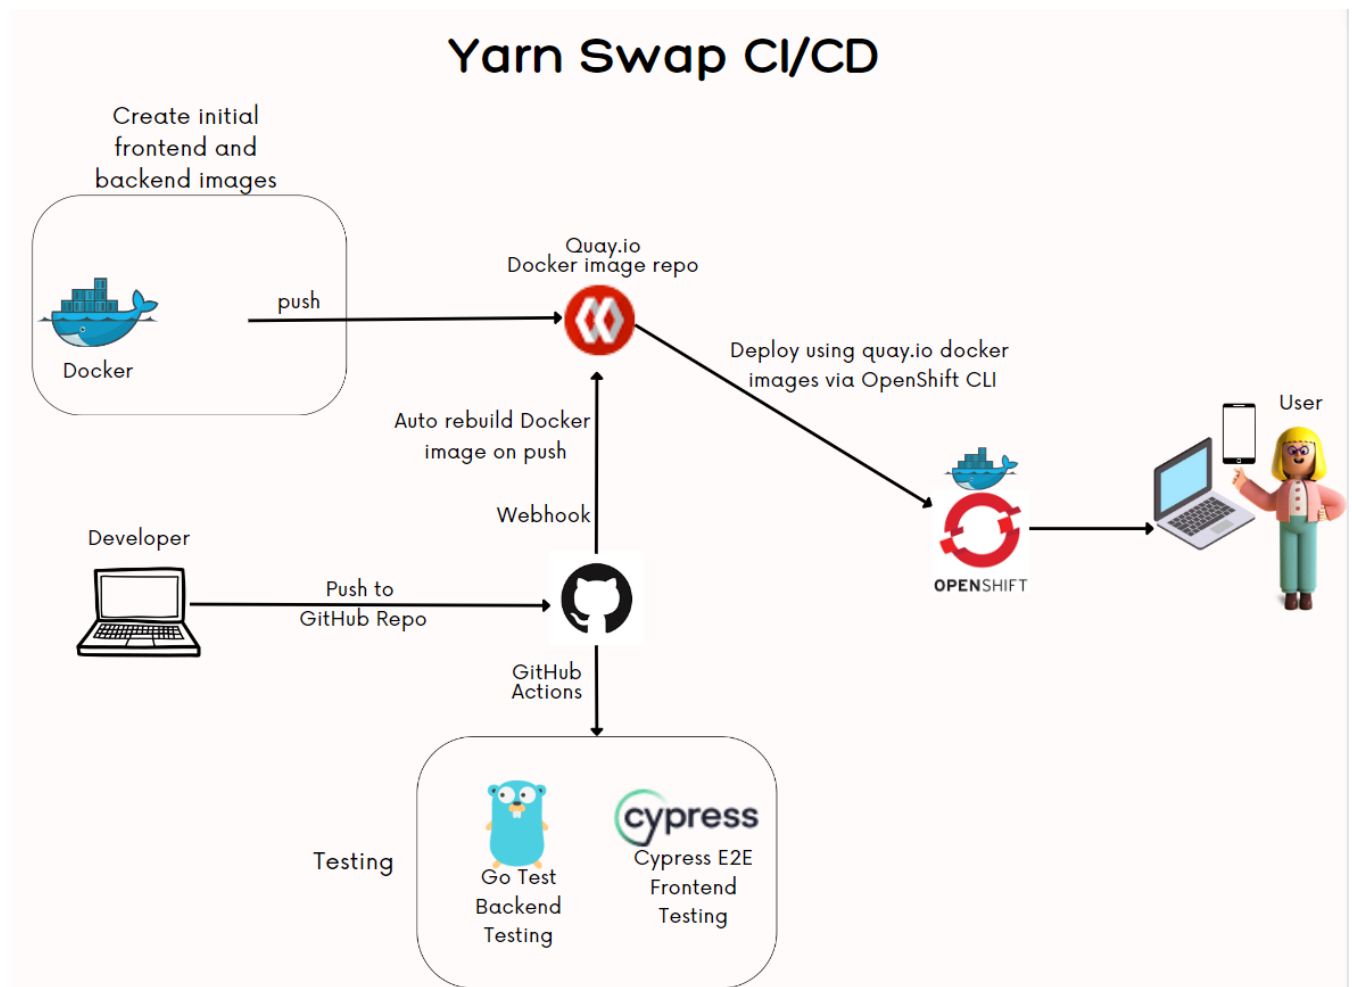 Yarn Swap CI/CD
Create initial
frontend and
backend images
Docker
push
Quay.io
Docker image repo
Deploy using quay.io docker
images via OpenShift CLI
User
Auto rebuild Docker
image on push
Webhook
OPENSHIFT
Developer
Push to
GitHub Repo
GitHub
Actions
Testing
Go Test
Backend
Testing
cypress
Cypress E2E
Frontend
Testing